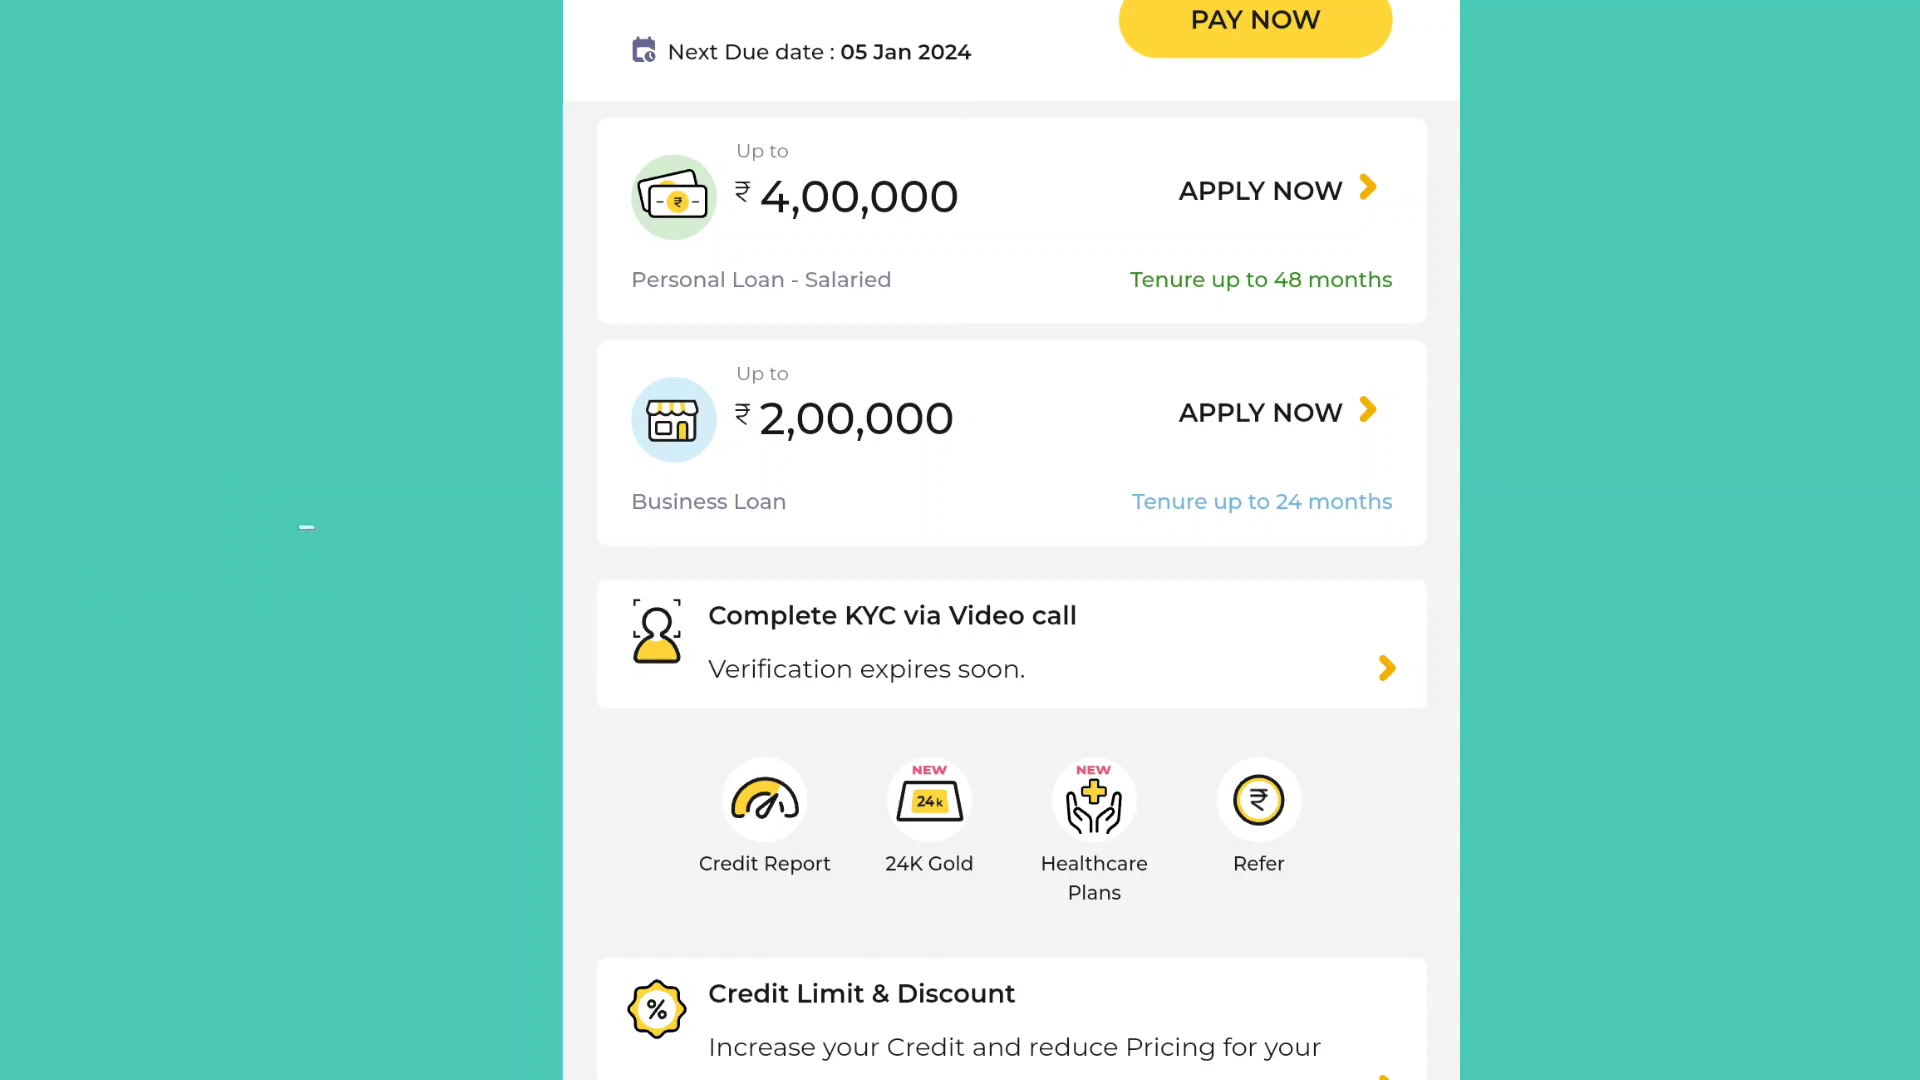 PAY NOW
Next Due date : 05 Jan 2024
Up to
₹ 4,00,000
APPLY NOW
Personal Loan - Salaried
Tenure up to 48 months
Up to
₹ 2,00,000
APPLY NOW
Business Loan
Tenure up to 24 months
Complete KYC via Video call
Verification expires soon.
NEW
NEW
24k
₹
Credit Report
24K Gold
Healthcare
Plans
Refer
%
Credit Limit & Discount
Increase your Credit and reduce Pricing for your